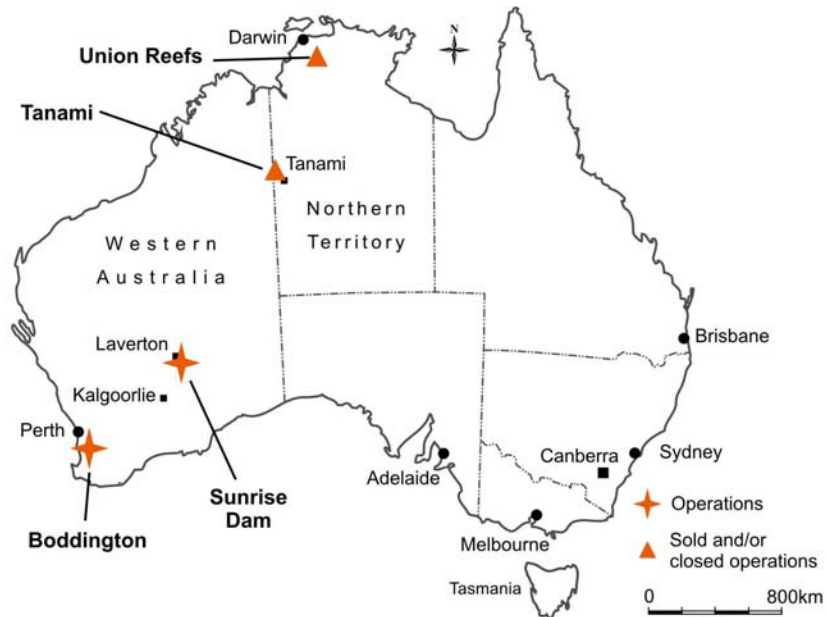 Darwin
N
Union Reefs
Tanami
Tanami
Northern
Territory
Western
Australia
Laverton
Brisbane
Kalgoorlie
Perth
Canberra
Sydney
Adelaide
Sunrise
Dam
Operations
Boddington
Melbourne
Sold and/or
closed operations
Tasmania
0 800km